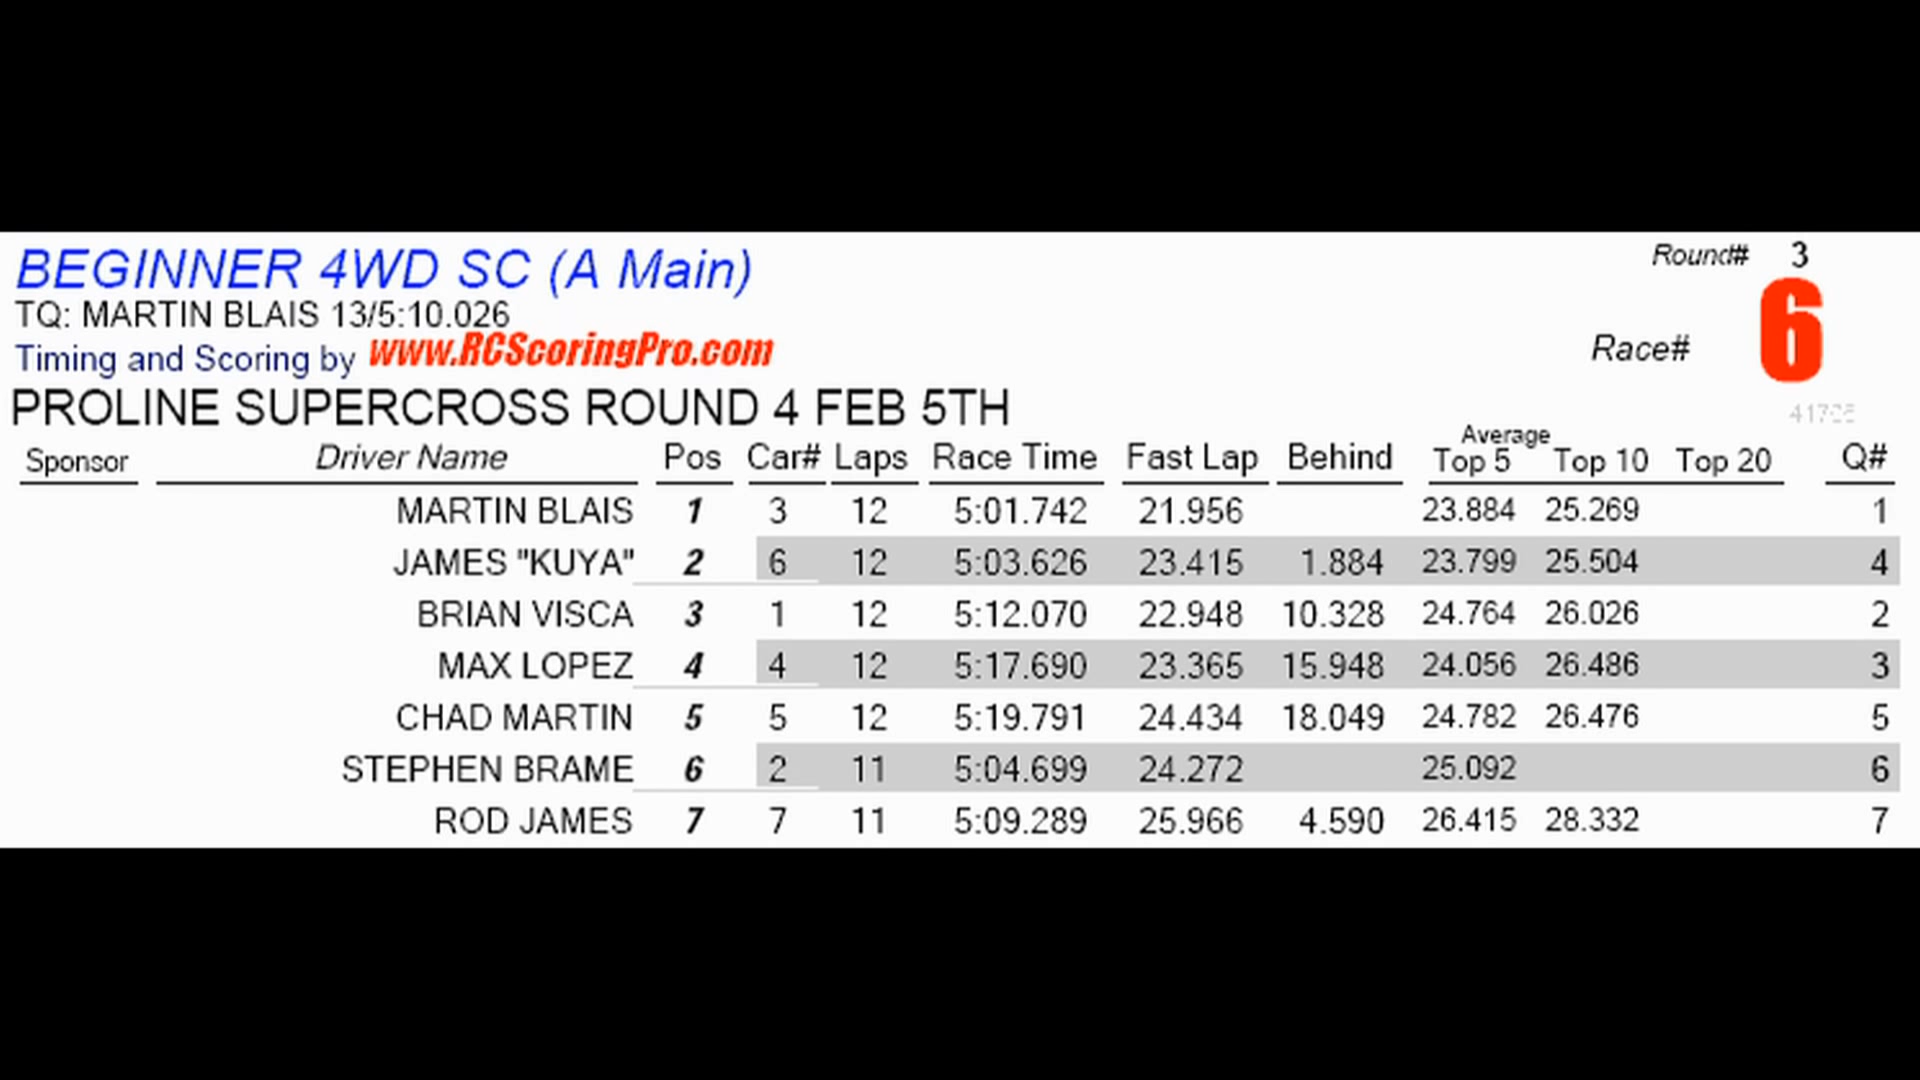 BEGINNER 4WD SC (A Main)
Round# 3
TQ: MARTIN BLAIS 13/5:10.026
Timing and Scoring by www.RCScoringPro.com
Race# 6
PROLINE SUPERCROSS ROUND 4 FEB 5TH
Average
Sponsor Driver Name Pos Car# Laps Race Time Fast Lap Behind Top 5 Top 10 Top 20 Q#
MARTIN BLAIS 1 3 12 5:01.742 21.956 23.884 25.269 1
JAMES "KUYA" 2 6 12 5:03.626 23.415 1.884 23.799 25.504 4
BRIAN VISCA 3 1 12 5:12.070 22.948 10.328 24.764 26.026 2
MAX LOPEZ 4 4 12 5:17.690 23.365 15.948 24.056 26.486 3
CHAD MARTIN 5 5 12 5:19.791 24.434 18.049 24.782 26.476 5
STEPHEN BRAME 6 2 11 5:04.699 24.272 25.092 6
ROD JAMES 7 7 11 5:09.289 25.966 4.590 26.415 28.332 7